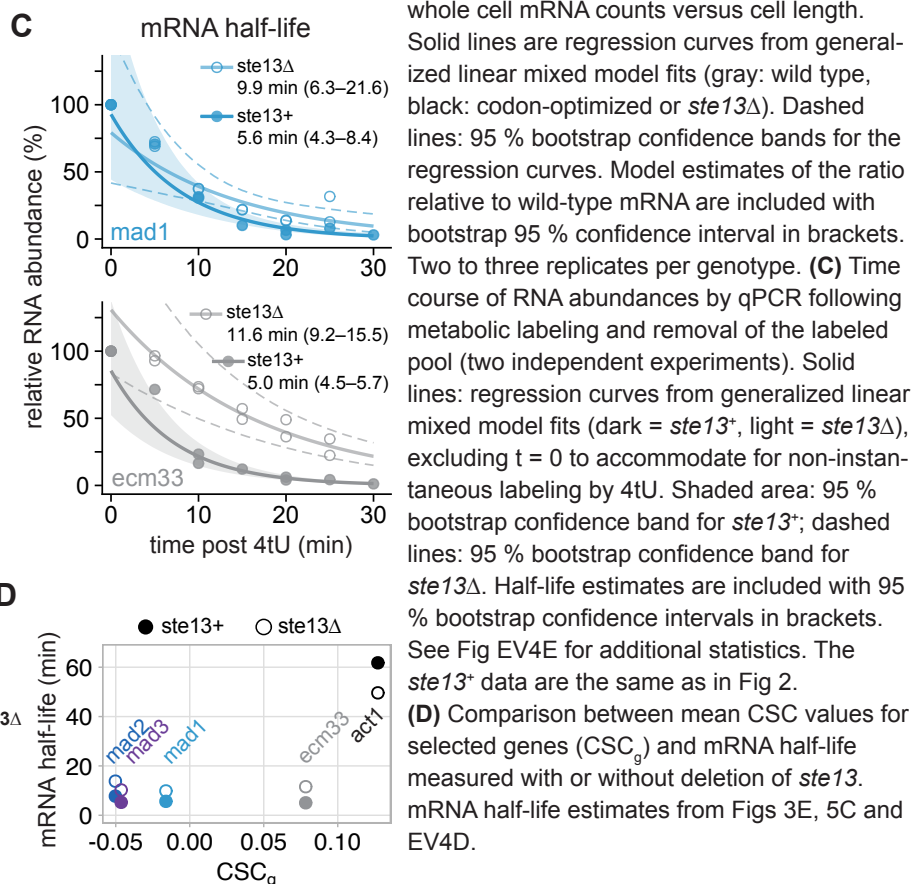 C
mRNA half-life
relative RNA abundance (%)
100
50
0
ste13Δ
9.9 min (6.3–21.6)
ste13+
5.6 min (4.3–8.4)
mad1
0 10 20 30
100
50
0
ste13Δ
11.6 min (9.2–15.5)
ste13+
5.0 min (4.5–5.7)
ecm33
0 10 20 30
time post 4tU (min)
D
3Δ
ste13+ ste13Δ
mRNA half-life (min)
60
40
20
0
mad2
mad3
mad1
ecm33
act1
-0.05 0.00 0.05 0.10
CSCg
whole cell mRNA counts versus cell length.
Solid lines are regression curves from general-
ized linear mixed model fits (gray: wild type,
black: codon-optimized or ste13Δ). Dashed
lines: 95 % bootstrap confidence bands for the
regression curves. Model estimates of the ratio
relative to wild-type mRNA are included with
bootstrap 95 % confidence interval in brackets.
Two to three replicates per genotype. (C) Time
course of RNA abundances by qPCR following
metabolic labeling and removal of the labeled
pool (two independent experiments). Solid
lines: regression curves from generalized linear
mixed model fits (dark = ste13+, light = ste13Δ),
excluding t = 0 to accommodate for non-instan-
taneous labeling by 4tU. Shaded area: 95 %
bootstrap confidence band for ste13+; dashed
lines: 95 % bootstrap confidence band for
ste13Δ. Half-life estimates are included with 95
% bootstrap confidence intervals in brackets.
See Fig EV4E for additional statistics. The
ste13+ data are the same as in Fig 2.
(D) Comparison between mean CSC values for
selected genes (CSCg) and mRNA half-life
measured with or without deletion of ste13.
mRNA half-life estimates from Figs 3E, 5C and
EV4D.